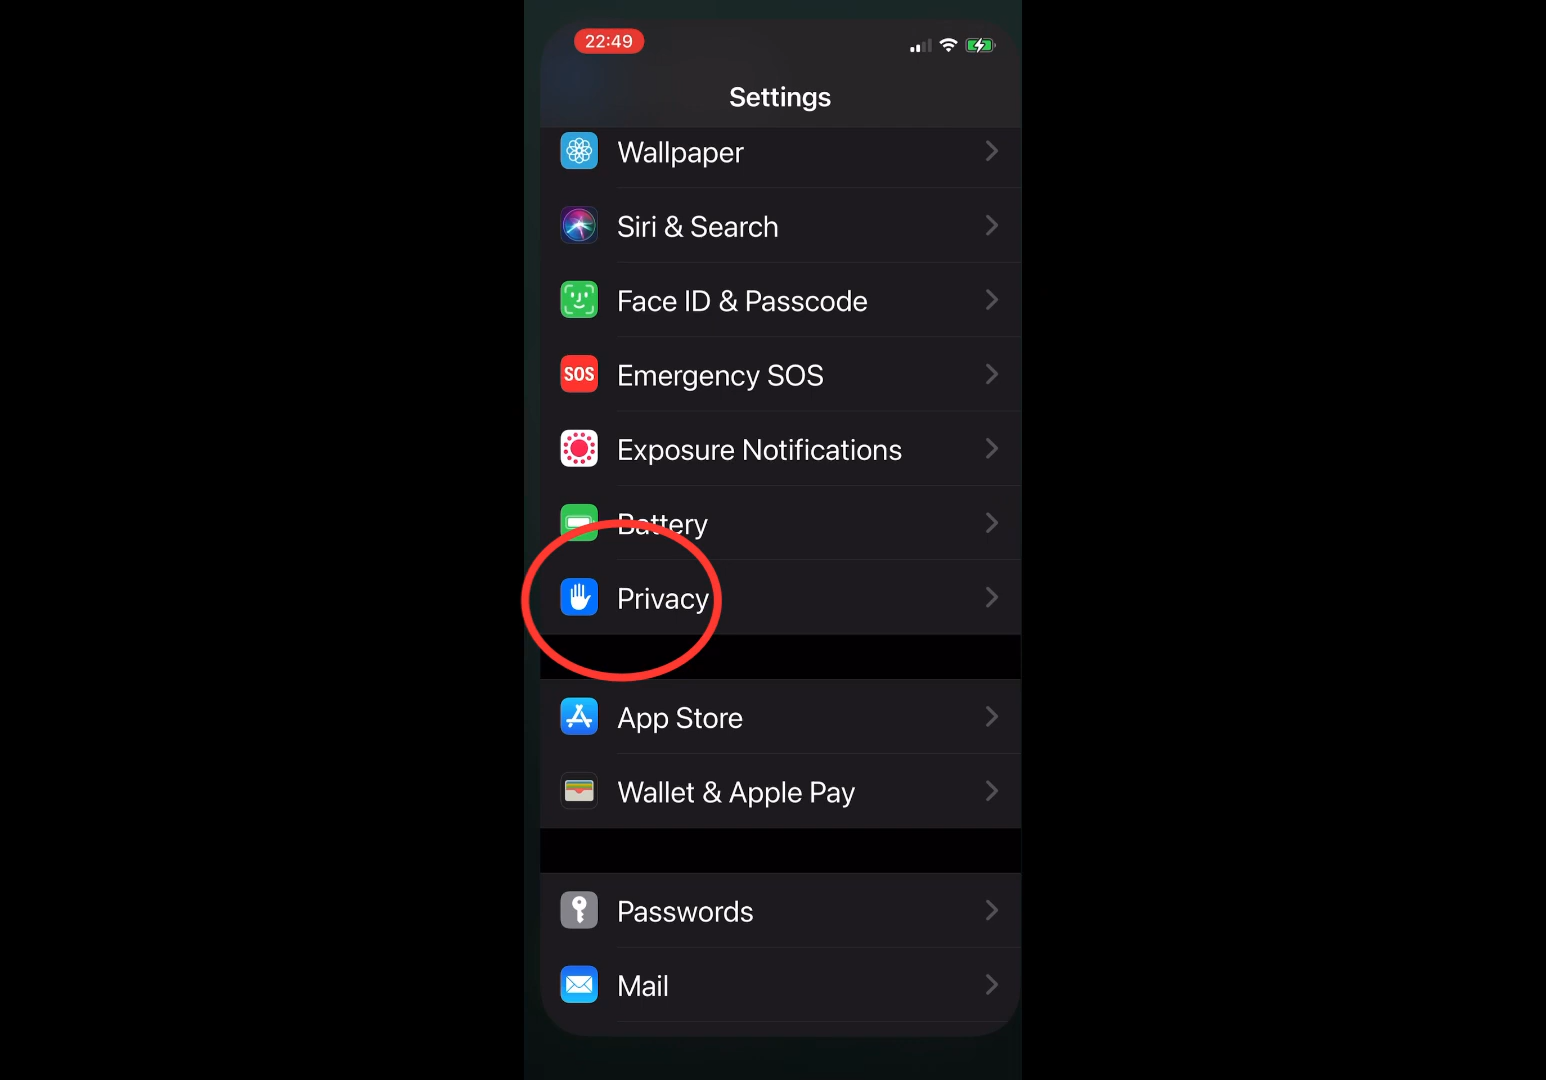 22:49
Settings
Wallpaper
Siri & Search
Face ID & Passcode
SOS
Emergency SOS
Exposure Notifications
Battery
Privacy
App Store
Wallet & Apple Pay
Passwords
Mail